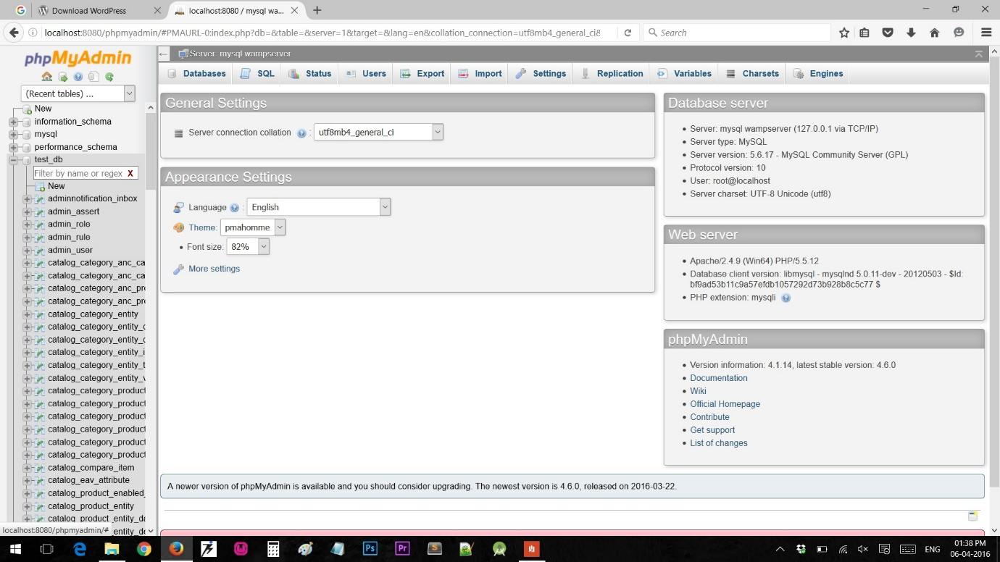 Download WordPress
localhost:8080 / mysql wa...
localhost:8080/phpmyadmin/#PMAURL-0:index.php?db=&table=&server=1&target=&lang=en&collation_connection=utf8mb4_general_ci8
Search
phpMyAdmin
(Recent tables) ...
New
information_schema
mysql
performance_schema
test_db
Filter by name or regex X
New
adminnotification_inbox
admin_assert
admin_role
admin_rule
admin_user
catalog_category_anc_ca
catalog_category_anc_ca
catalog_category_anc_pro
catalog_category_anc_pro
catalog_category_entity
catalog_category_entity_d
catalog_category_entity_d
catalog_category_entity_i
catalog_category_entity_t
catalog_category_entity_v
catalog_category_product
catalog_category_product
catalog_category_product
catalog_category_product
catalog_category_product
catalog_category_product
catalog_compare_item
catalog_eav_attribute
catalog_product_enabled_
catalog_product_entity
catalog_product_entity_da
_entity_de
localhost:8080/phpmyadmin/#
Server: mysql wampserver
Databases SQL Status Users Export Import Settings Replication Variables Charsets Engines
General Settings
Server connection collation : utf8mb4_general_ci
Appearance Settings
Language : English
Theme: pmahomme
• Font size: 82%
More settings
Database server
• Server: mysql wampserver (127.0.0.1 via TCP/IP)
• Server type: MySQL
• Server version: 5.6.17 - MySQL Community Server (GPL)
• Protocol version: 10
• User: root@localhost
• Server charset: UTF-8 Unicode (utf8)
Web server
• Apache/2.4.9 (Win64) PHP/5.5.12
• Database client version: libmysql - mysqlnd 5.0.11-dev - 20120503 - $Id:
bf9ad53b11c9a57efdb1057292d73b928b8c5c77 $
• PHP extension: mysqli
phpMyAdmin
• Version information: 4.1.14, latest stable version: 4.6.0
• Documentation
• Wiki
• Official Homepage
• Contribute
• Get support
• List of changes
A newer version of phpMyAdmin is available and you should consider upgrading. The newest version is 4.6.0, released on 2016-03-22.
Ps
Pr
ENG
01:38 PM
06-04-2016